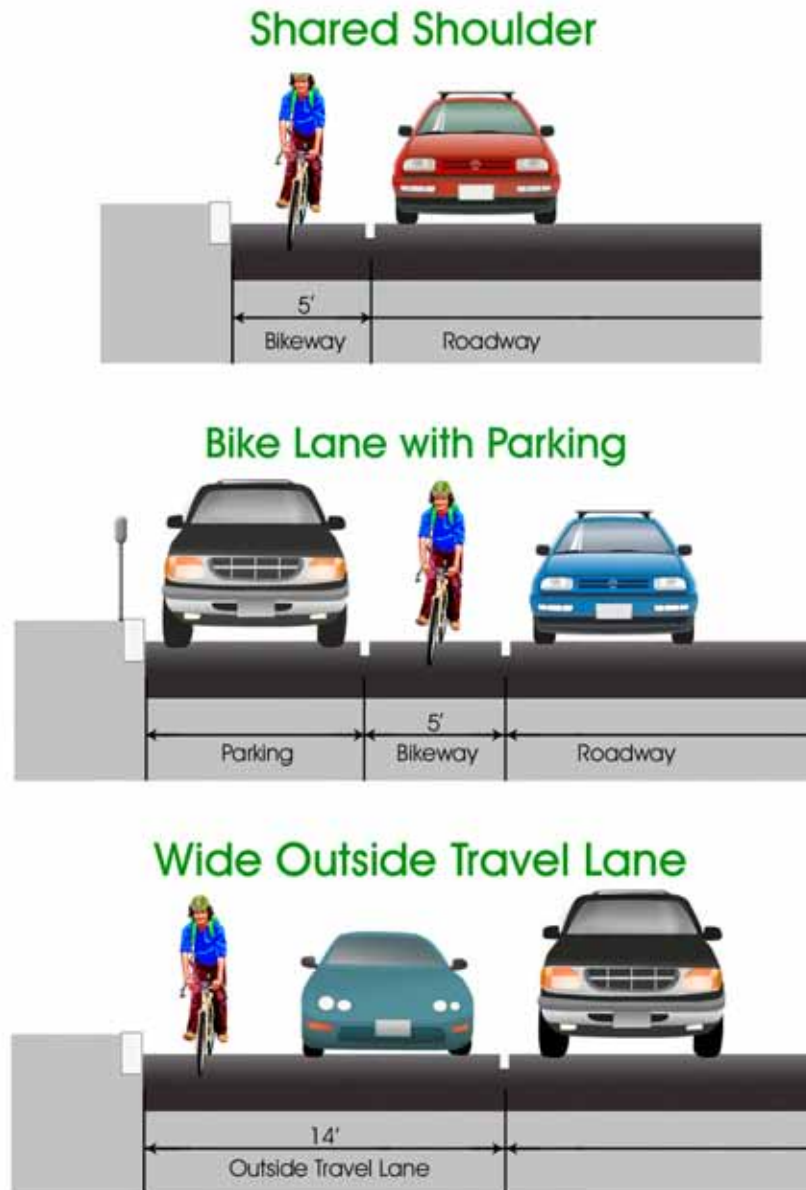 Shared Shoulder
5'
Bikeway Roadway
Bike Lane with Parking
5'
Parking Bikeway Roadway
Wide Outside Travel Lane
14'
Outside Travel Lane